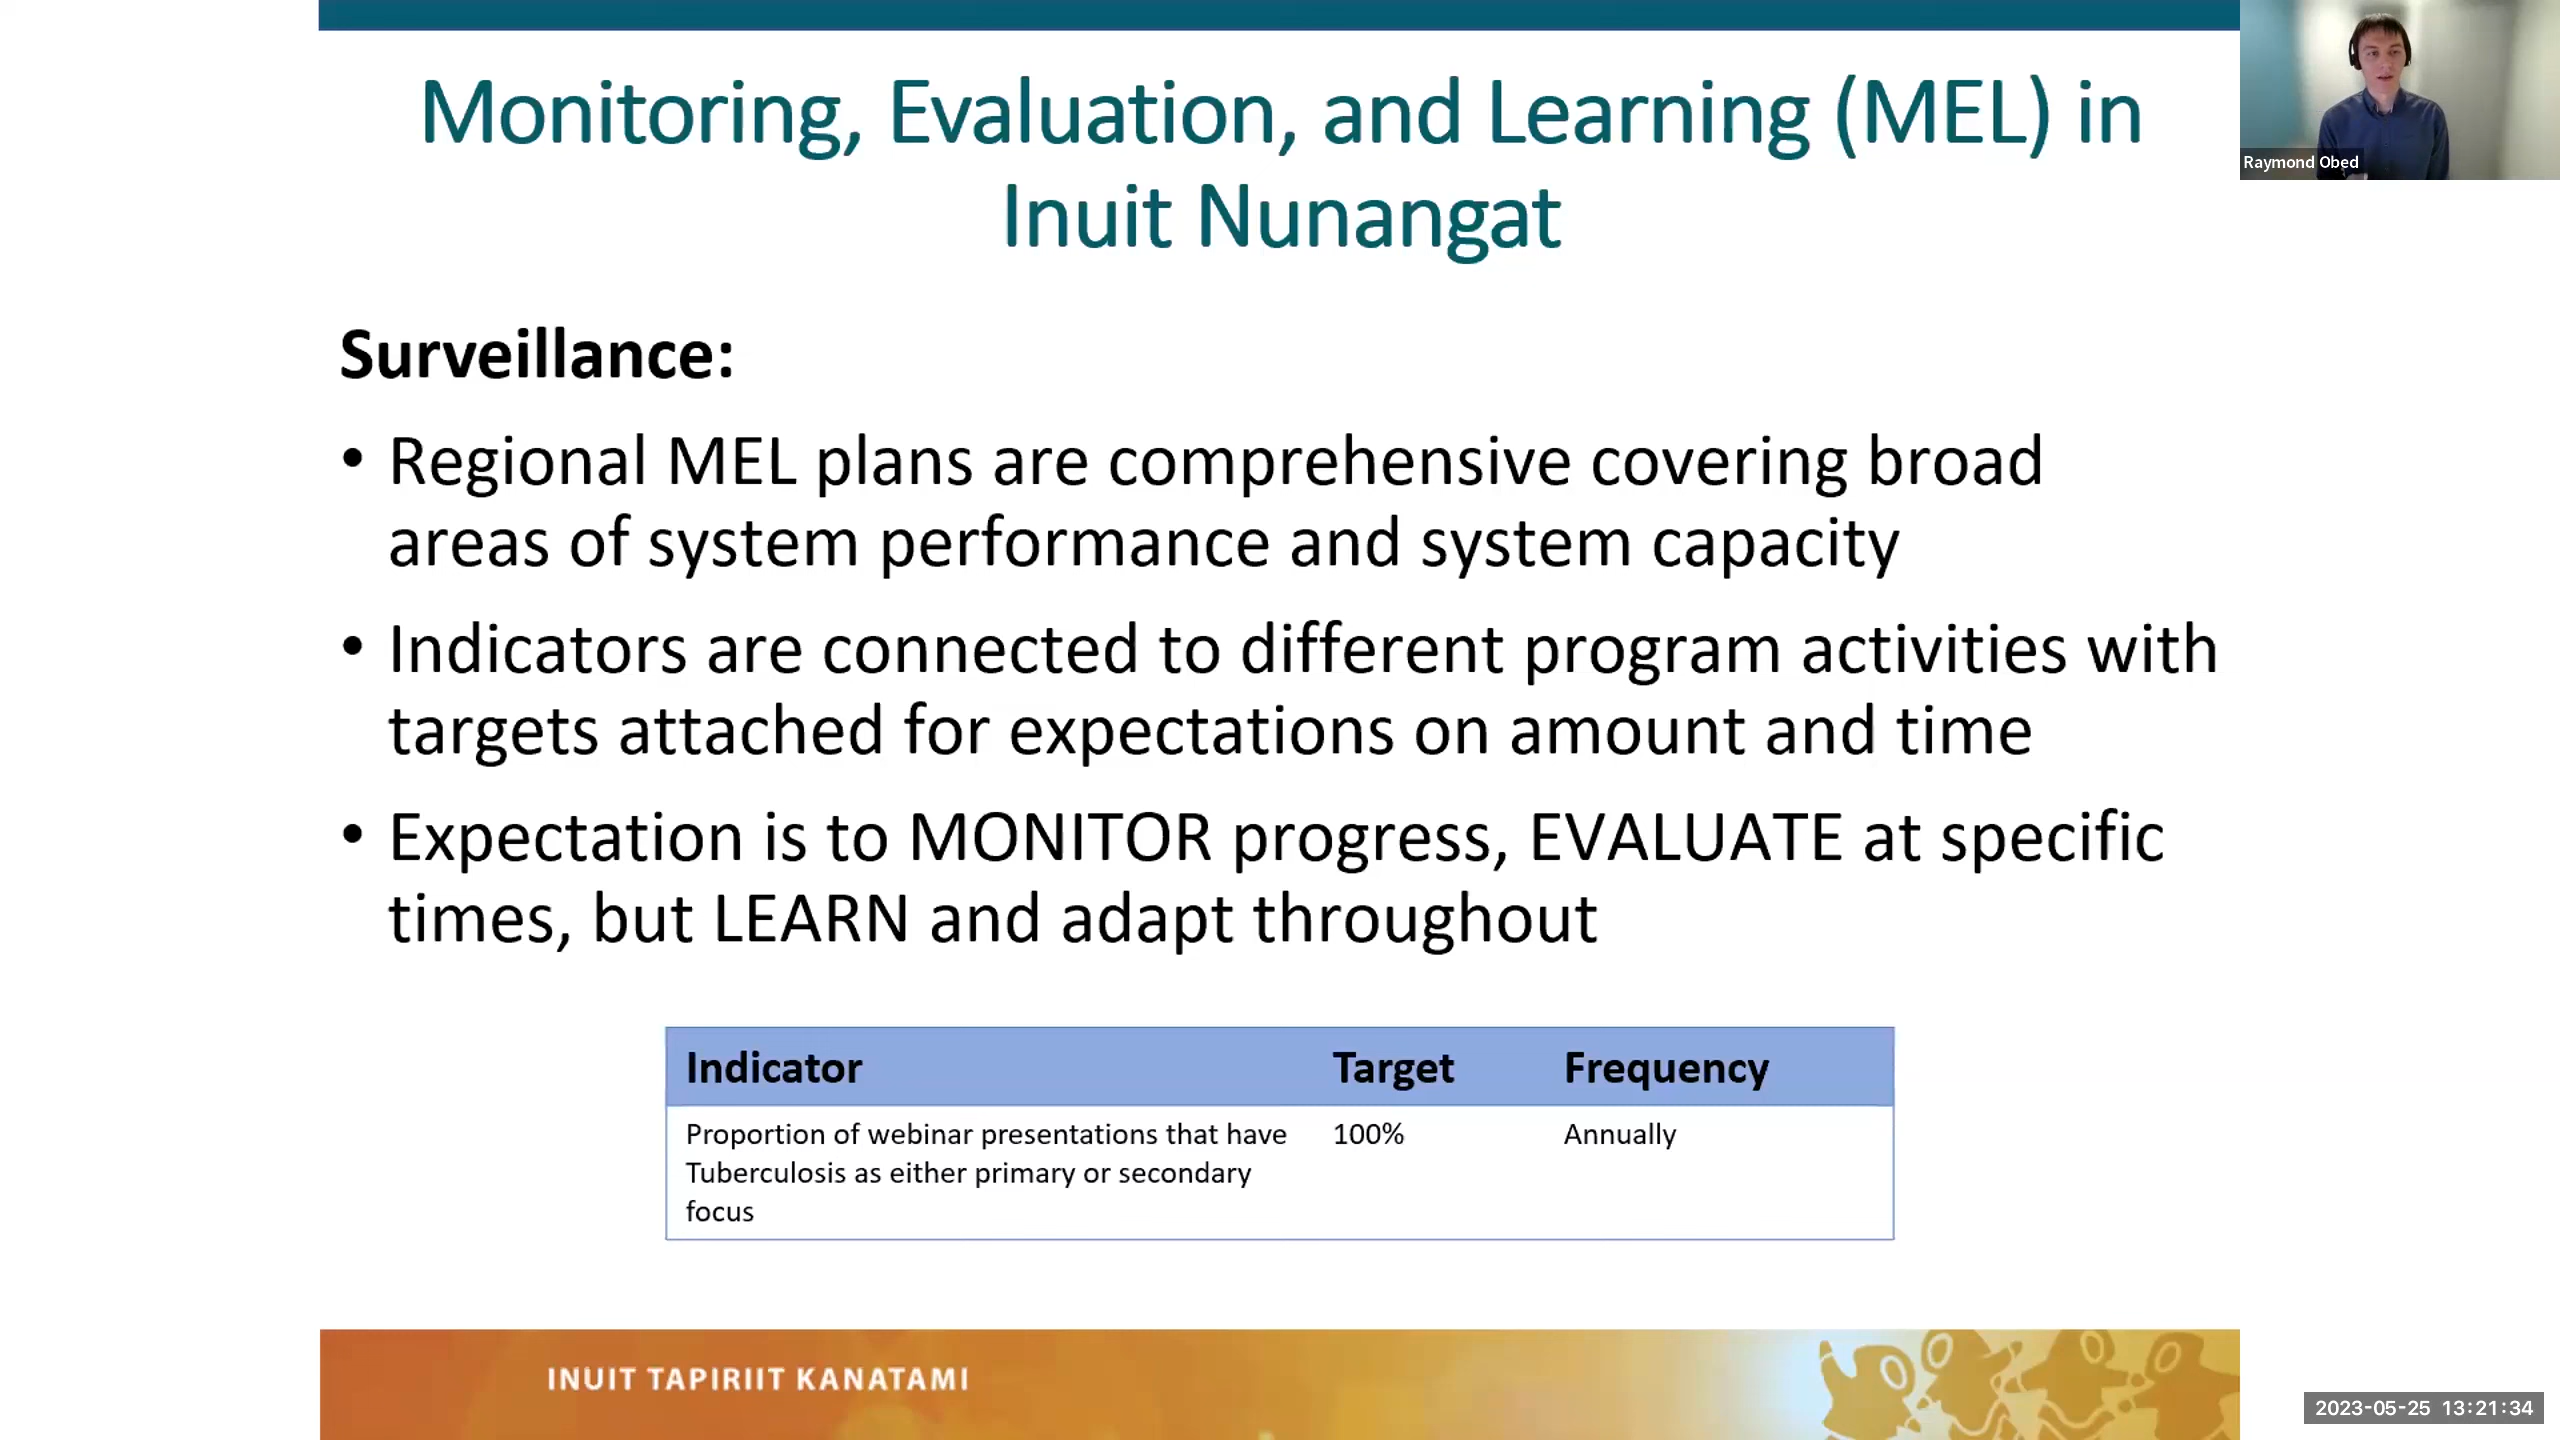 Monitoring, Evaluation, and Learning (MEL) in
Inuit Nunangat
Raymond Obed
Surveillance:
• Regional MEL plans are comprehensive covering broad
areas of system performance and system capacity
• Indicators are connected to different program activities with
targets attached for expectations on amount and time
• Expectation is to MONITOR progress, EVALUATE at specific
times, but LEARN and adapt throughout
Indicator Target Frequency
Proportion of webinar presentations that have 100% Annually
Tuberculosis as either primary or secondary
focus
INUIT TAPIRIIT KANATAMI
2023-05-25 13:21:34